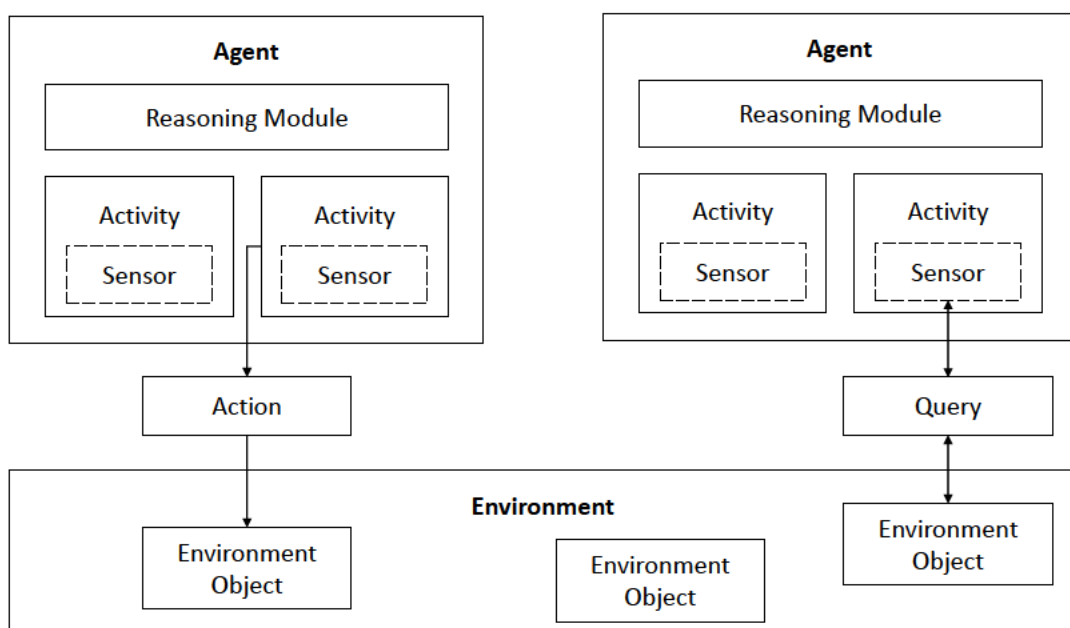 Agent
Reasoning Module
Activity
Sensor
Activity
Sensor
Action
Agent
Reasoning Module
Activity
Sensor
Activity
Sensor
Query
Environment
Environment
Object
Environment
Object
Environment
Object